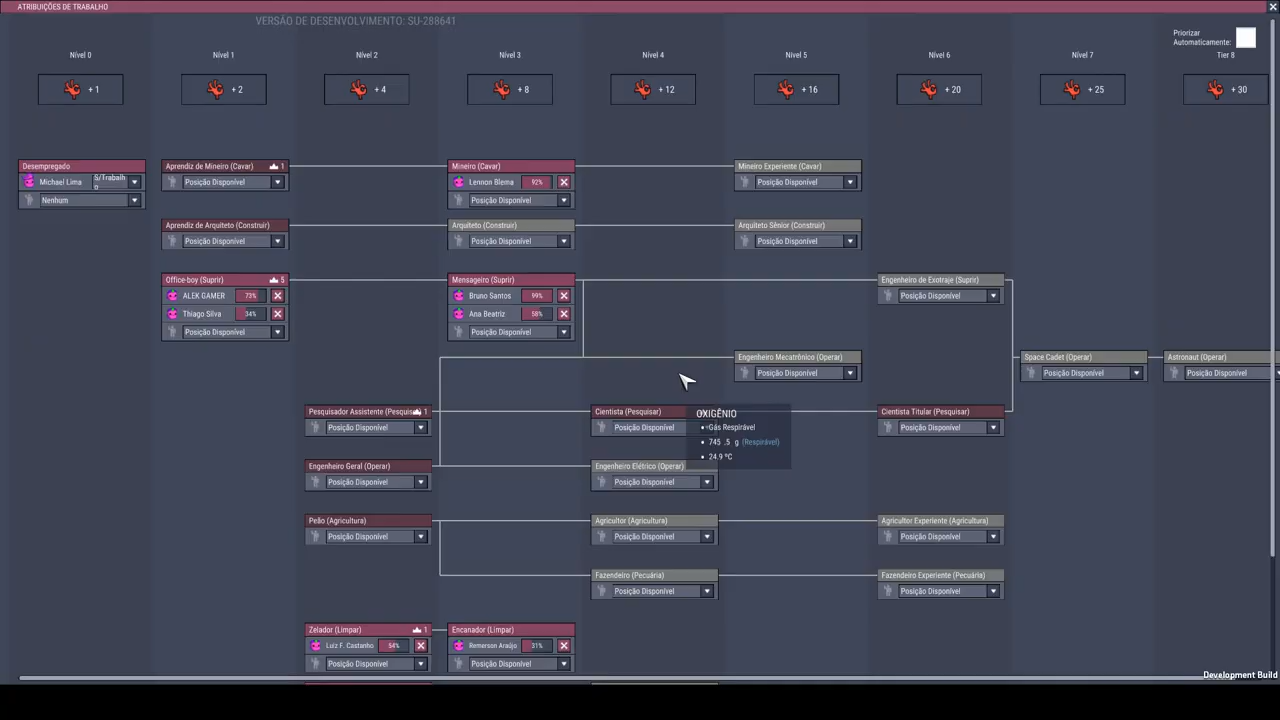 ATRIBUIÇÕES DE TRABALHO
VERSÃO DE DESENVOLVIMENTO: SU-288641
Priorizar
Automaticamente:
Nível 0
Nível 1
Nível 2
Nível 3
Nível 4
Nível 5
Nível 6
Nível 7
Tier 8
+ 1
+ 2
+ 4
+ 8
+ 12
+ 16
+ 20
+ 25
+ 30
Desempregado
Michael Lima
S/Trabalho
Nenhum
Aprendiz de Mineiro (Cavar) 1
Posição Disponível
Mineiro (Cavar)
Lennon Blema 92%
Posição Disponível
Mineiro Experiente (Cavar)
Posição Disponível
Aprendiz de Arquiteto (Construir)
Posição Disponível
Arquiteto (Construir)
Posição Disponível
Arquiteto Sênior (Construir)
Posição Disponível
Office-boy (Suprir) 5
ALEK GAMER 73%
Thiago Silva 34%
Posição Disponível
Mensageiro (Suprir)
Bruno Santos 99%
Ana Beatriz 58%
Posição Disponível
Engenheiro de Exotraje (Suprir)
Posição Disponível
Engenheiro Mecatrônico (Operar)
Posição Disponível
Space Cadet (Operar)
Posição Disponível
Astronaut (Operar)
Posição Disponível
Pesquisador Assistente (Pesquisa 1
Posição Disponível
Cientista (Pesquisar)
Posição Disponível
OXIGÊNIO
Gás Respirável
745 .5 g (Respirável)
24.9 ºC
Cientista Titular (Pesquisar)
Posição Disponível
Engenheiro Geral (Operar)
Posição Disponível
Engenheiro Elétrico (Operar)
Posição Disponível
Peão (Agricultura)
Posição Disponível
Agricultor (Agricultura)
Posição Disponível
Agricultor Experiente (Agricultura)
Posição Disponível
Fazendeiro (Pecuária)
Posição Disponível
Fazendeiro Experiente (Pecuária)
Posição Disponível
Zelador (Limpar) 1
Luiz F. Castanho 54%
Posição Disponível
Encanador (Limpar)
Remerson Araújo 31%
Posição Disponível
Development Build